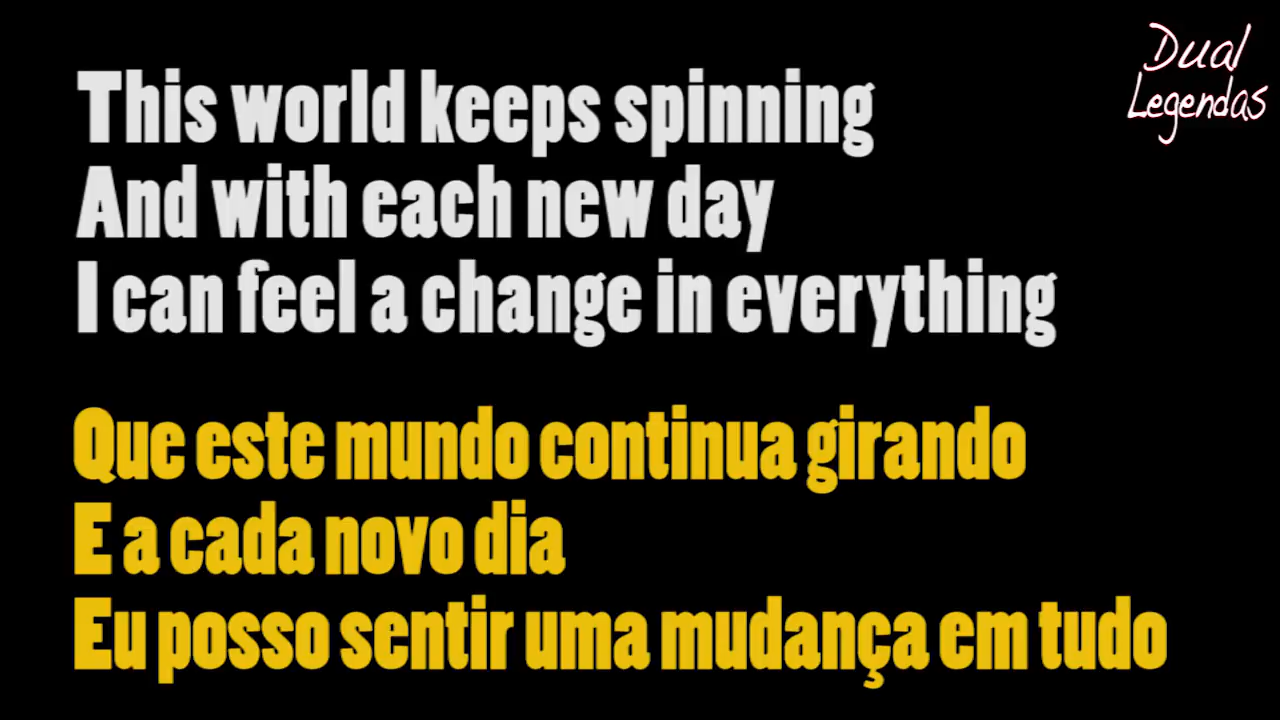 Dual
Legendas
This world keeps spinning
And with each new day
I can feel a change in everything
Que este mundo continua girando
E a cada novo dia
Eu posso sentir uma mudança em tudo